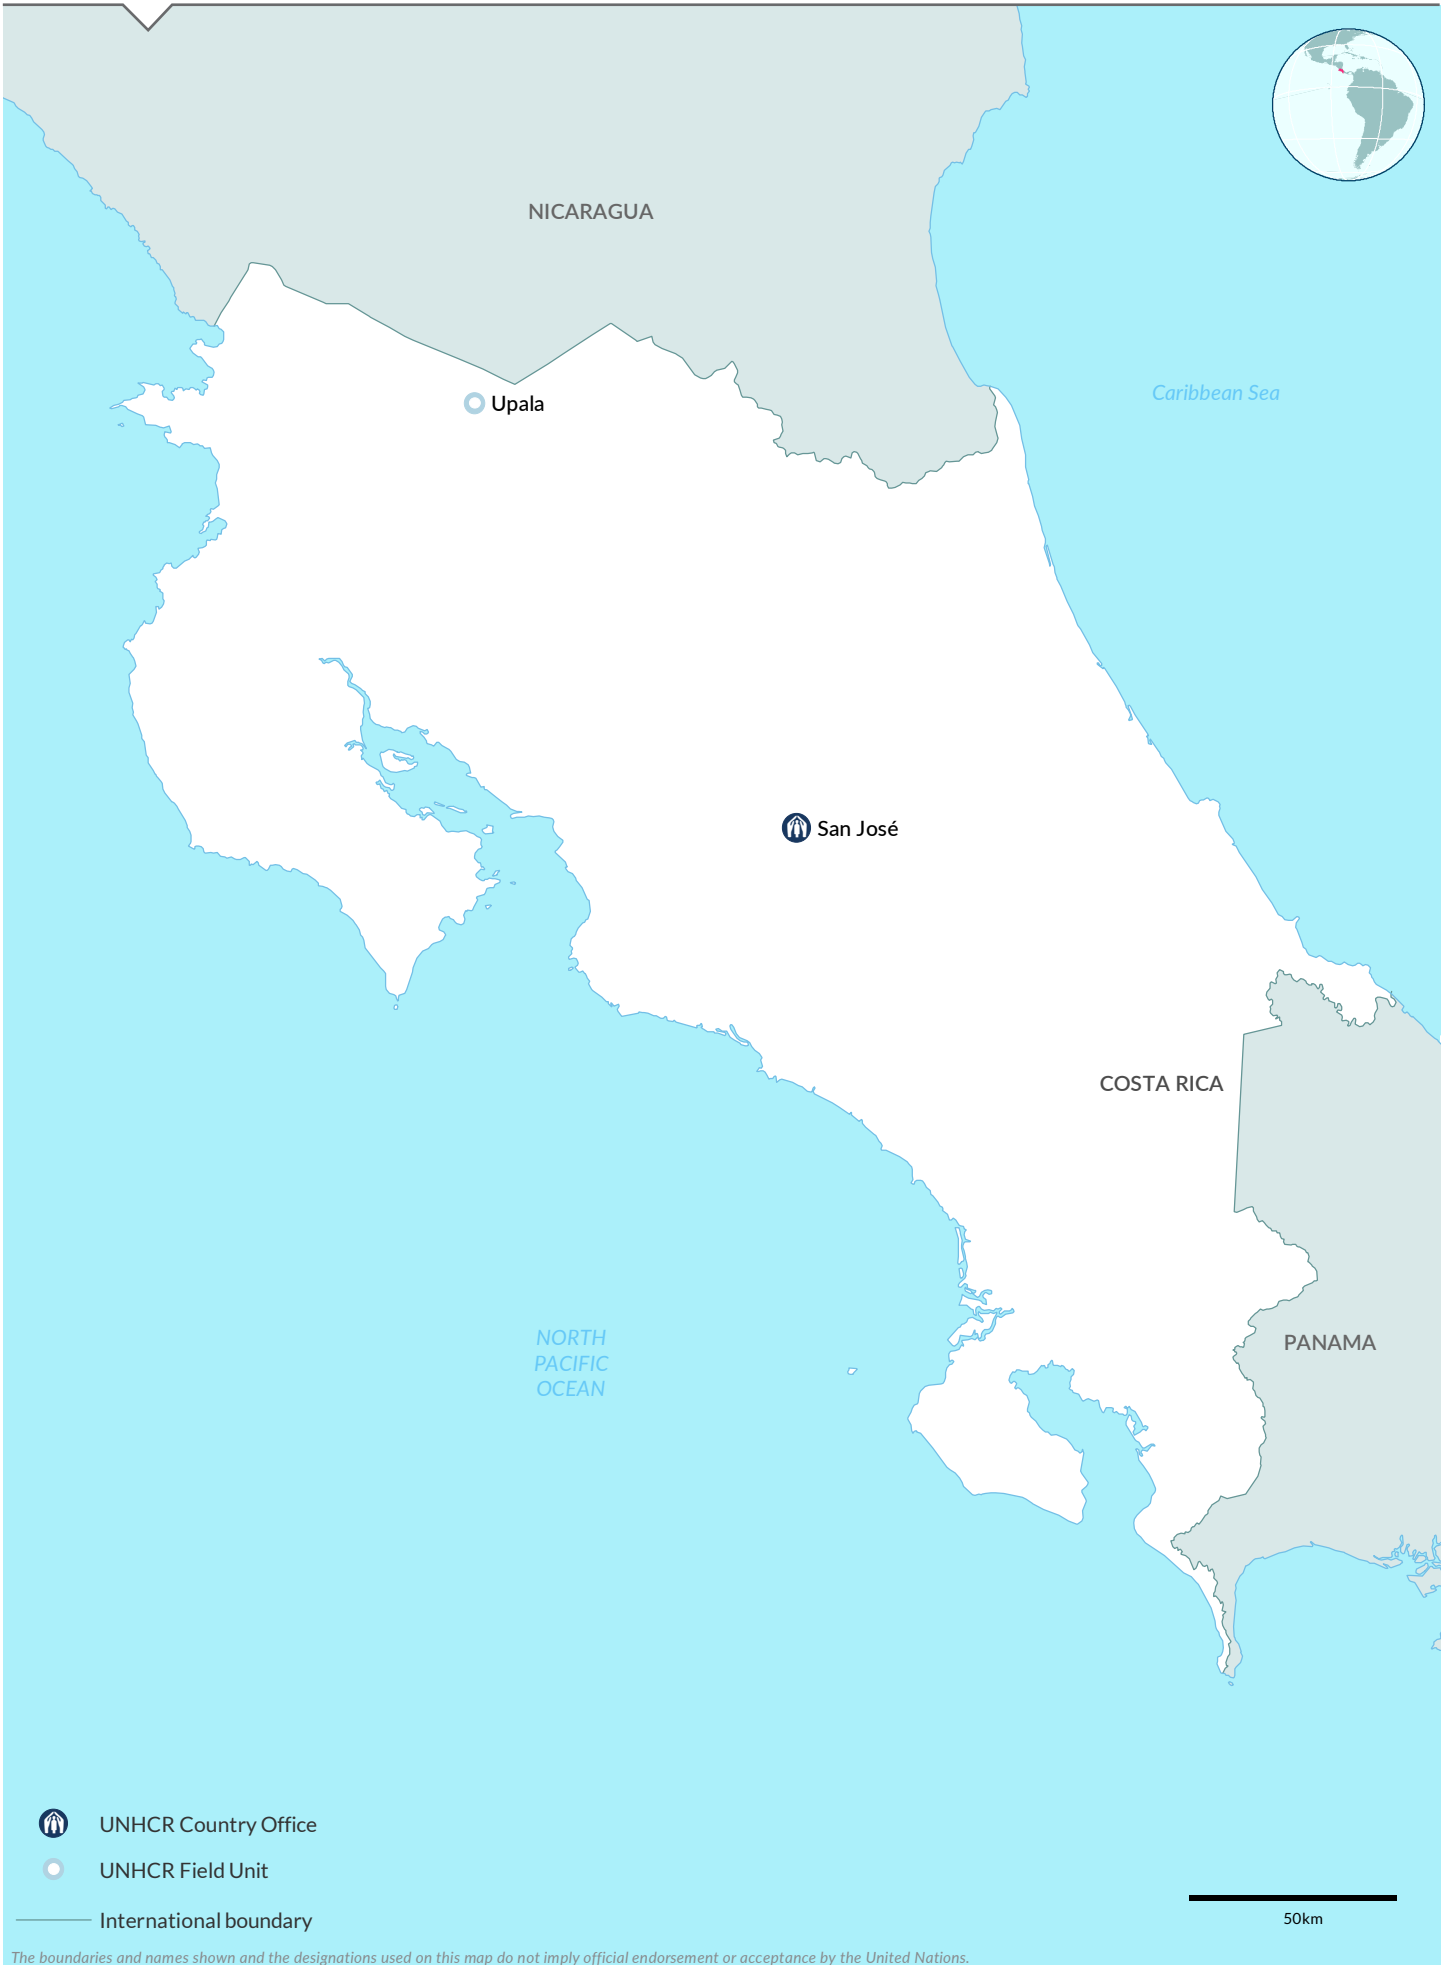 NICARAGUA
Caribbean Sea
Upala
San José
COSTA RICA
NORTH
PACIFIC
OCEAN
PANAMA
UNHCR Country Office
UNHCR Field Unit
International boundary
50km
The boundaries and names shown and the designations used on this map do not imply official endorsement or acceptance by the United Nations.